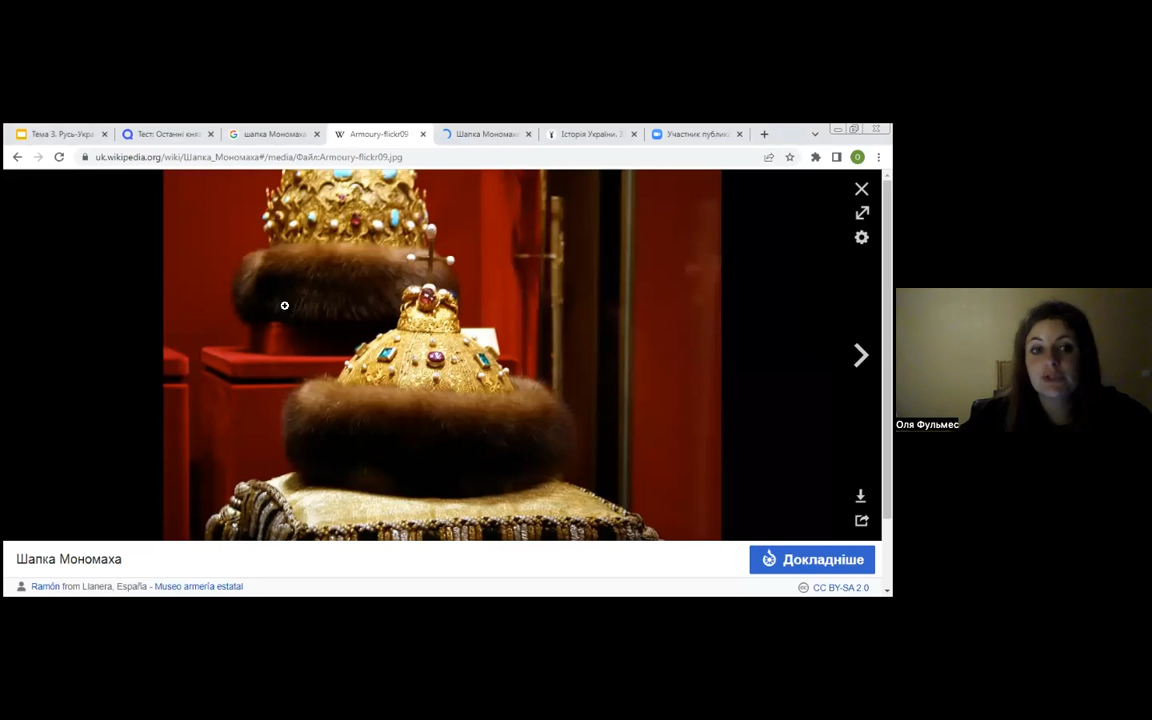 Тема 3. Русь-Укра
Тест: Останні княз
шапка Мономаха
Armoury-flickr09
Шапка Мономаха
Історія України. З
Участник публик
uk.wikipedia.org/wiki/Шапка_Мономаха#/media/Файл:Armoury-flickr09.jpg
Оля Фульмес
Шапка Мономаха
Докладніше
Ramón from Llanera, España - Museo armería estatal
CC BY-SA 2.0